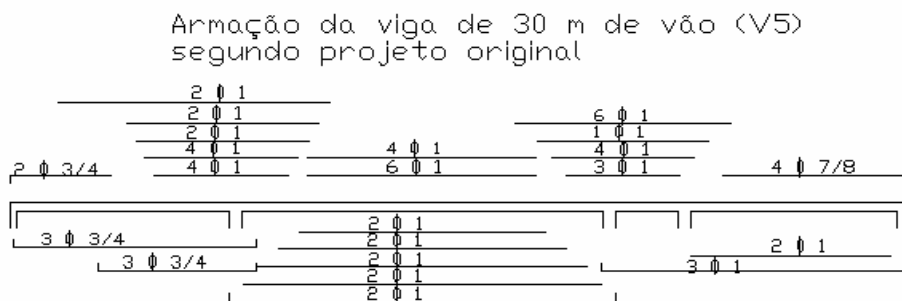 Armação da viga de 30 m de vão (V5)
segundo projeto original
2 ϕ 1
2 ϕ 1 6 ϕ 1
2 ϕ 1 1 ϕ 1
4 ϕ 1 4 ϕ 1 4 ϕ 1
2 ϕ 3/4 4 ϕ 1 6 ϕ 1 3 ϕ 1 4 ϕ 7/8
2 ϕ 1
3 ϕ 3/4 2 ϕ 1 2 ϕ 1
3 ϕ 3/4 2 ϕ 1 3 ϕ 1
2 ϕ 1
2 ϕ 1